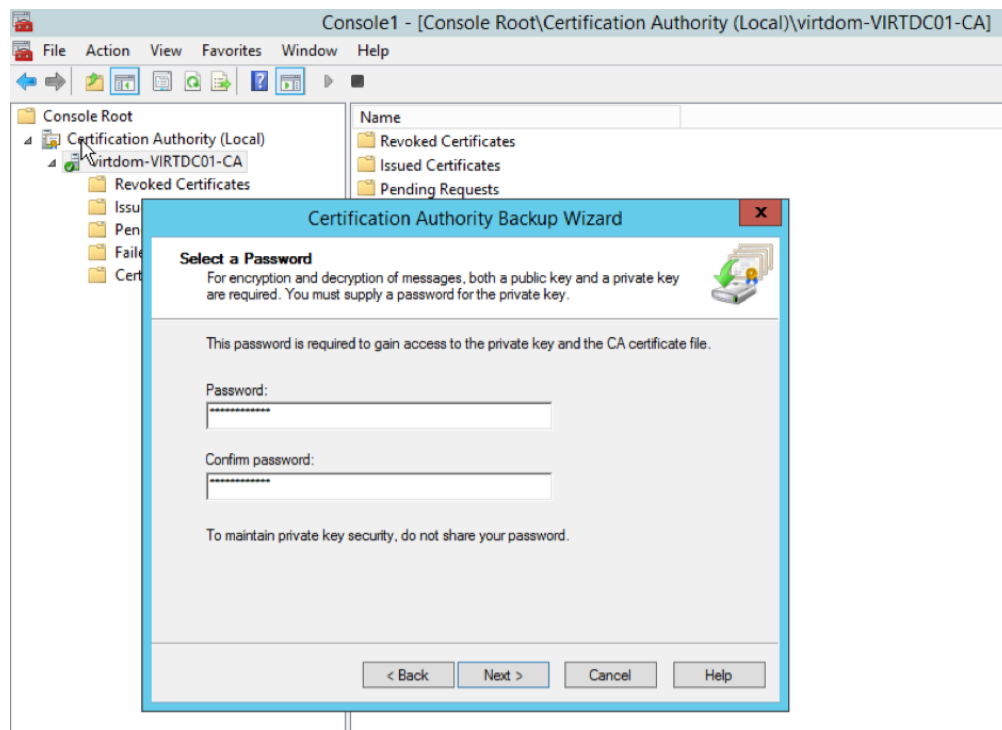 Console1 - [Console Root\Certification Authority (Local)\virtdom-VIRTDC01-CA]
File Action View Favorites Window Help
Console Root
Certification Authority (Local)
virtdom-VIRTDC01-CA
Revoked Certificates
Issu
Pen
Faile
Cert
Name
Revoked Certificates
Issued Certificates
Pending Requests
Certification Authority Backup Wizard
x
Select a Password
For encryption and decryption of messages, both a public key and a private key
are required. You must supply a password for the private key.
This password is required to gain access to the private key and the CA certificate file.
Password:
************
Confirm password:
************
To maintain private key security, do not share your password.
< Back Next > Cancel Help